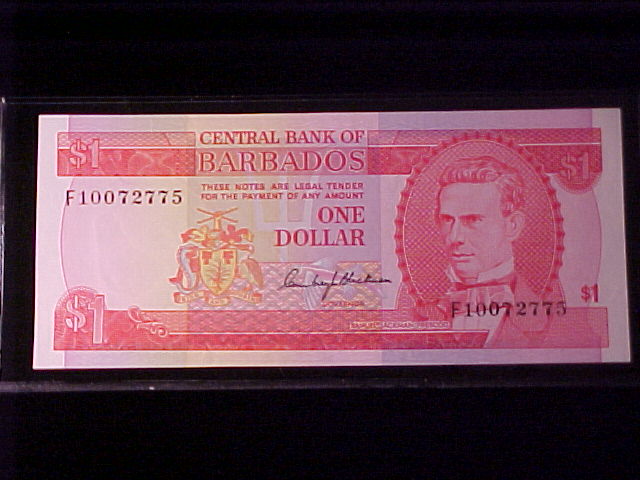 $1
CENTRAL BANK OF
BARBADOS
$1
F10072775
THESE NOTES ARE LEGAL TENDER
FOR THE PAYMENT OF ANY AMOUNT
ONE
DOLLAR
GOVERNOR
$1
F10072775
$1